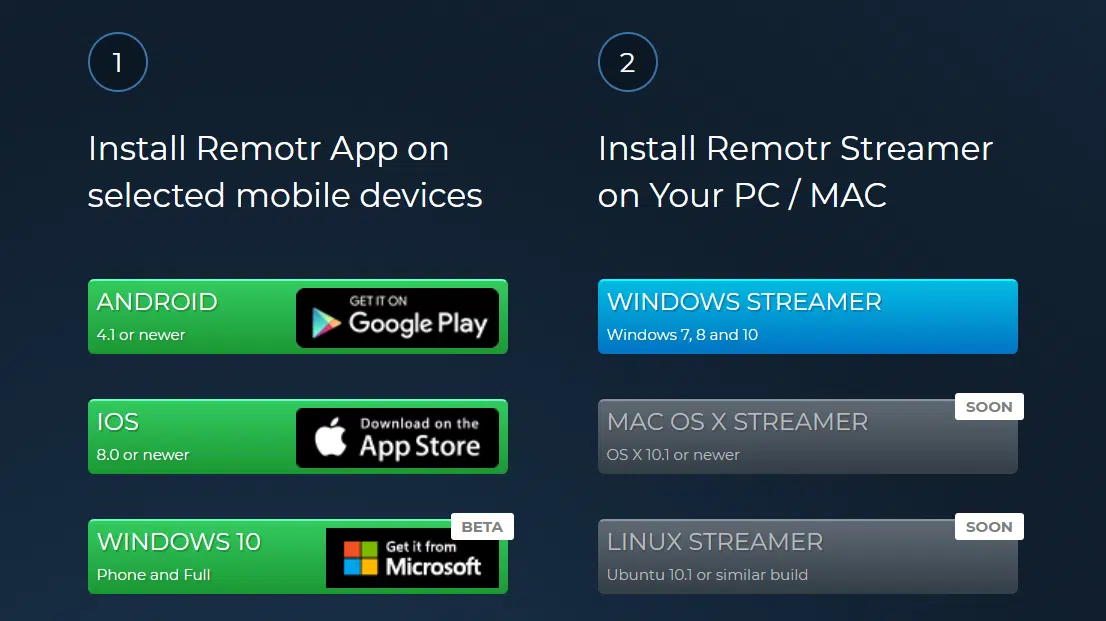 1
Install Remotr App on
selected mobile devices
ANDROID
4.1 or newer
GET IT ON
Google Play
IOS
8.0 or newer
Download on the
App Store
BETA
WINDOWS 10
Phone and Full
Get it from
Microsoft
2
Install Remotr Streamer
on Your PC / MAC
WINDOWS STREAMER
Windows 7, 8 and 10
SOON
MAC OS X STREAMER
OS X 10.1 or newer
SOON
LINUX STREAMER
Ubuntu 10.1 or similar build